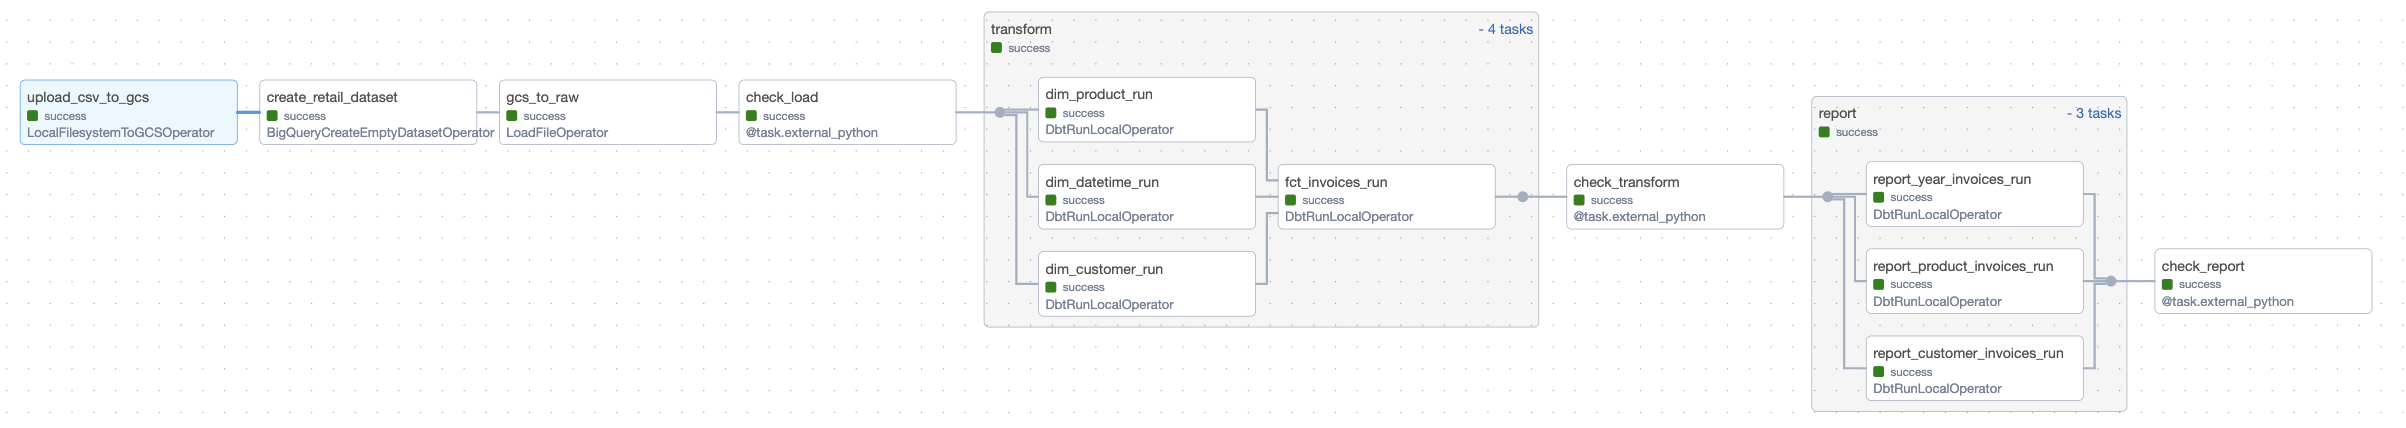 upload_csv_to_gcs
success
LocalFilesystemToGCSOperator
create_retail_dataset
success
BigQueryCreateEmptyDatasetOperator
gcs_to_raw
success
LoadFileOperator
check_load
success
@task.external_python
transform
- 4 tasks
success
dim_product_run
success
DbtRunLocalOperator
dim_datetime_run
success
DbtRunLocalOperator
dim_customer_run
success
DbtRunLocalOperator
fct_invoices_run
success
DbtRunLocalOperator
check_transform
success
@task.external_python
report
- 3 tasks
success
report_year_invoices_run
success
DbtRunLocalOperator
report_product_invoices_run
success
DbtRunLocalOperator
report_customer_invoices_run
success
DbtRunLocalOperator
check_report
success
@task.external_python